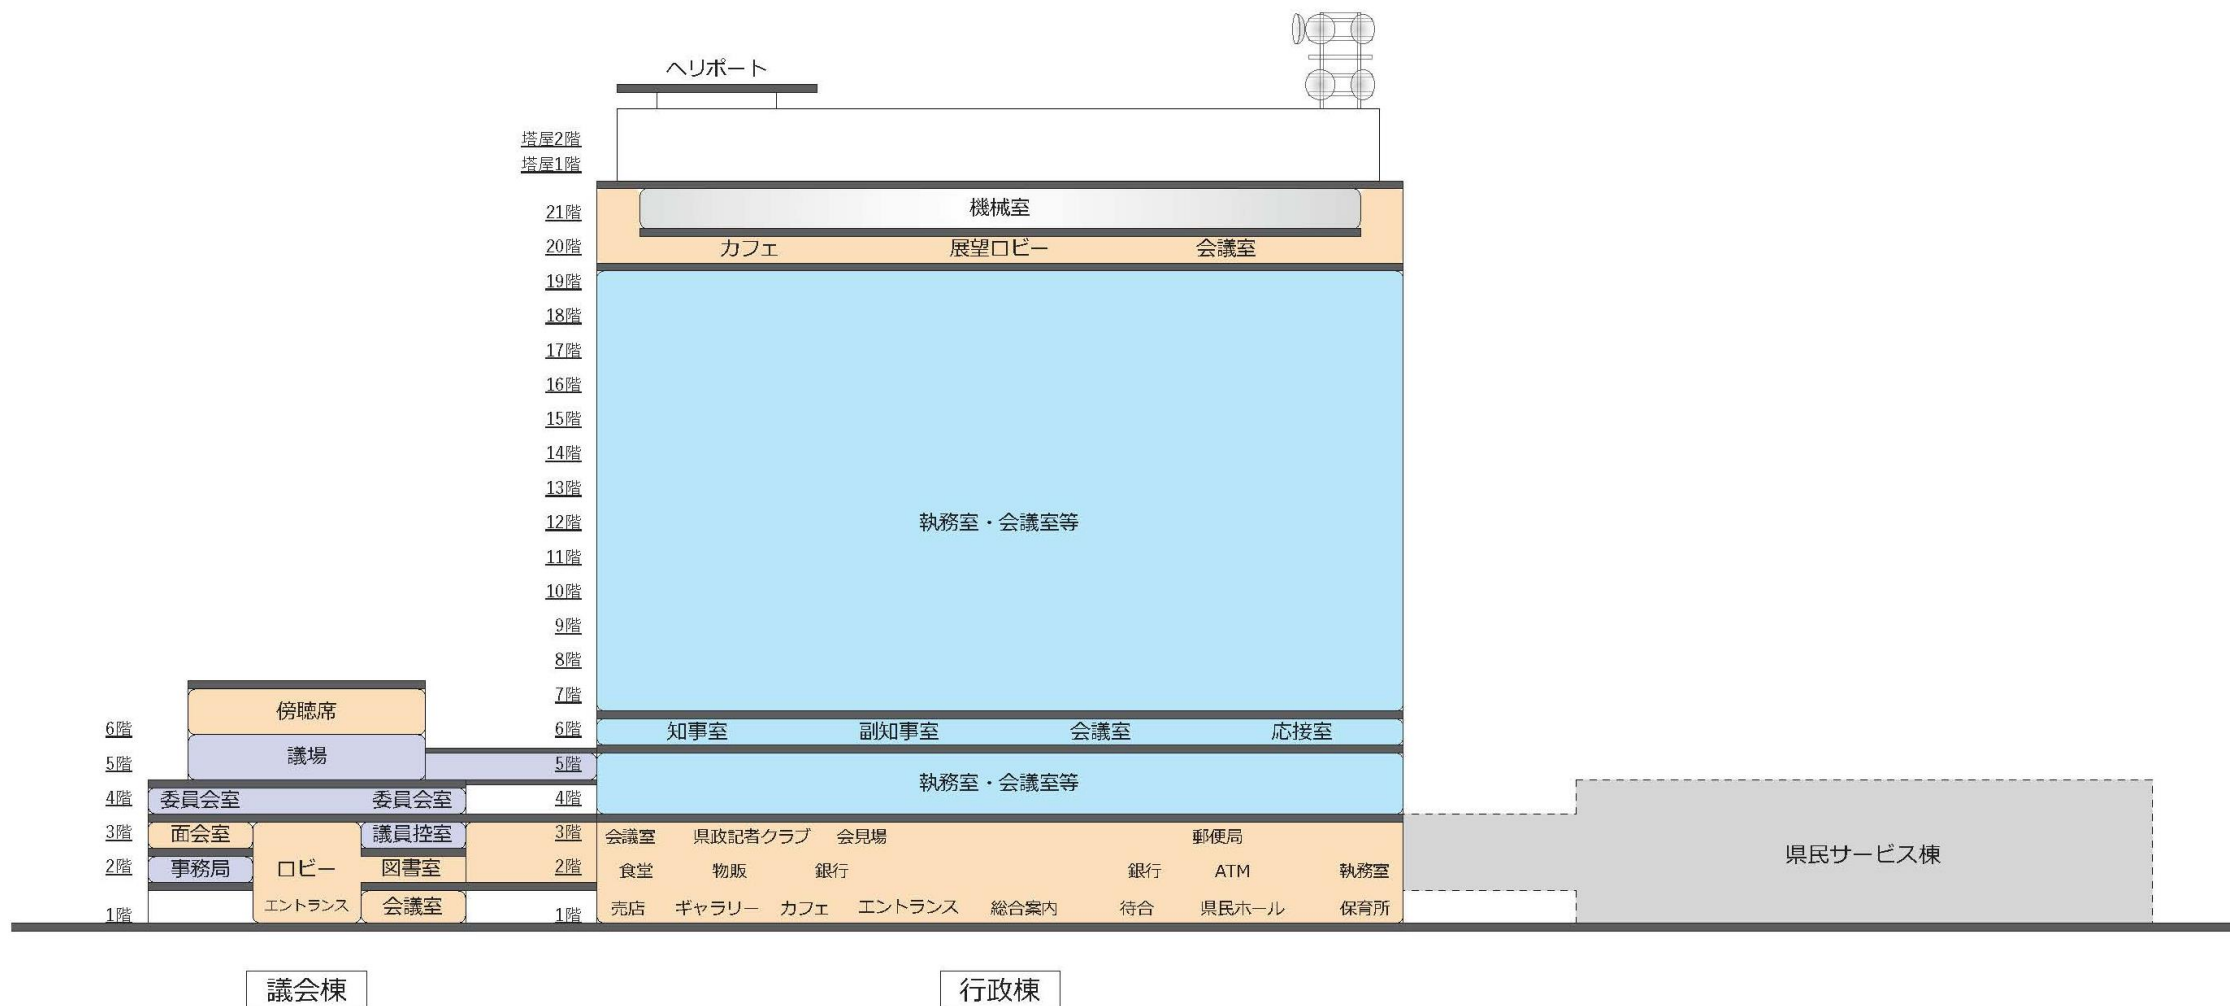 ヘリポート
塔屋2階
塔屋1階
21階 機械室
20階 カフェ 展望ロビー 会議室
19階
18階
17階
16階
15階
14階
13階
12階 執務室・会議室等
11階
10階
9階
8階
7階
傍聴席
6階 6階 知事室 副知事室 会議室 応接室
議場
5階 5階
執務室・会議室等
4階 委員会室 委員会室 4階
3階 面会室 議員控室 3階 会議室 県政記者クラブ 会見場 郵便局
県民サービス棟
2階 事務局 ロビー 図書室 2階 食堂 物販 銀行 銀行 ATM 執務室
1階 エントランス 会議室 1階 売店 ギャラリー カフェ エントランス 総合案内 待合 県民ホール 保育所
議会棟 行政棟